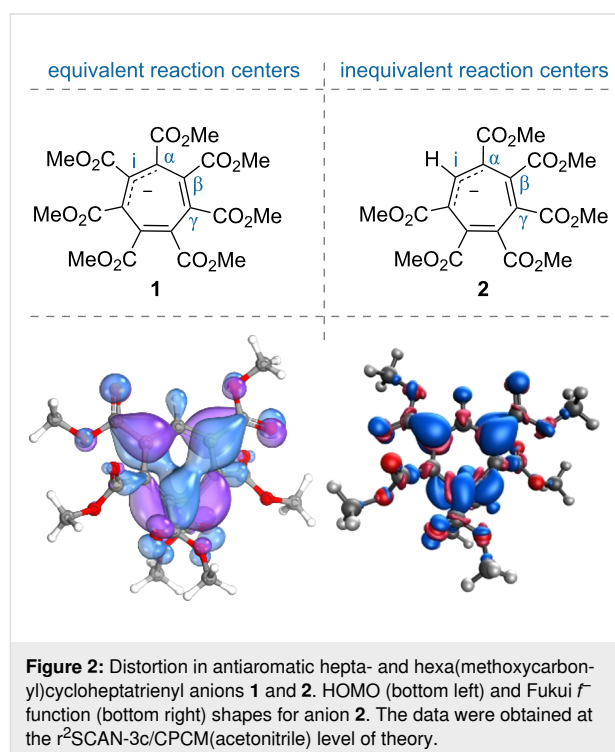 equivalent reaction centers
inequivalent reaction centers
CO₂Me
MeO₂C i α CO₂Me
β
MeO₂C − CO₂Me
γ
MeO₂C CO₂Me
1
CO₂Me
H i α CO₂Me
β
MeO₂C − CO₂Me
γ
MeO₂C CO₂Me
2
Figure 2: Distortion in antiaromatic hepta- and hexa(methoxycarbon-
yl)cycloheptatrienyl anions 1 and 2. HOMO (bottom left) and Fukui f⁻
function (bottom right) shapes for anion 2. The data were obtained at
the r²SCAN-3c/CPCM(acetonitrile) level of theory.